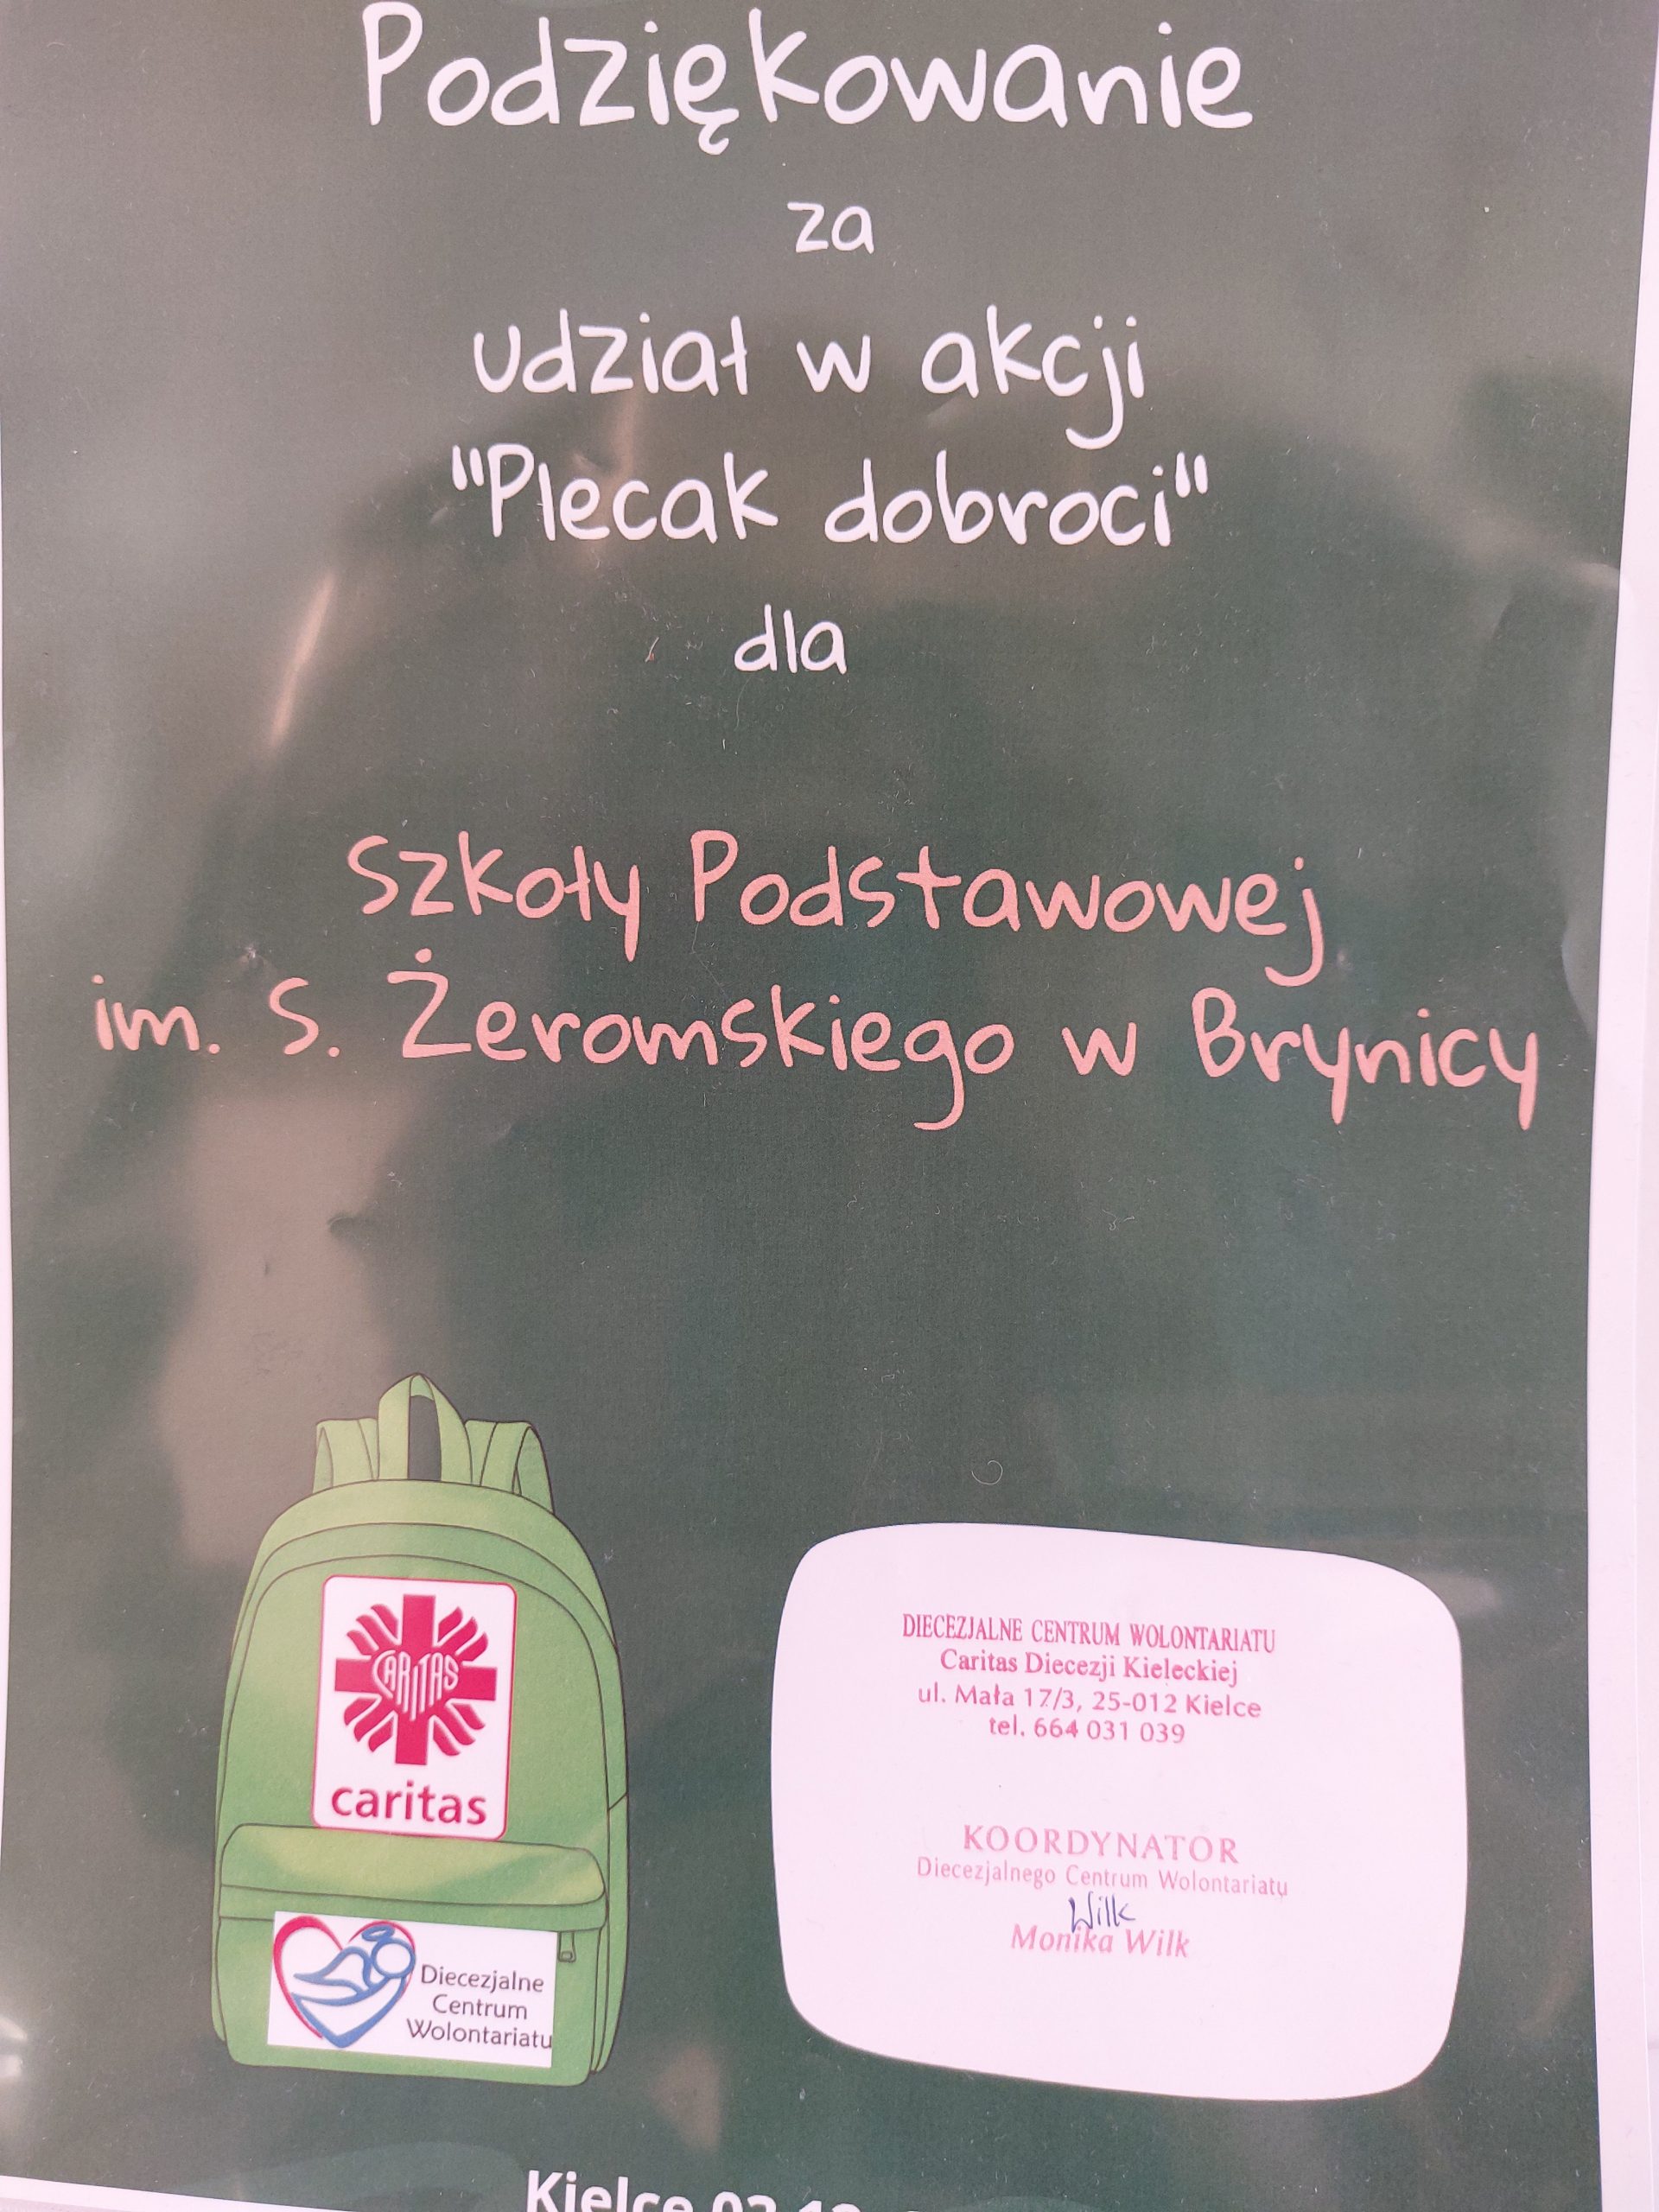 Podziękowanie
za
udział w akcji
"Plecak dobroci"
dla
Szkoły Podstawowej
im. S. Żeromskiego w Brynicy
CARITAS
caritas
Diecezjalne
Centrum
Wolontariatu
DIECEZJALNE CENTRUM WOLONTARIATU
Caritas Diecezji Kieleckiej
ul. Mała 17/3, 25-012 Kielce
tel. 664 031 039
KOORDYNATOR
Diecezjalnego Centrum Wolontariatu
Wilk
Monika Wilk
Kielce